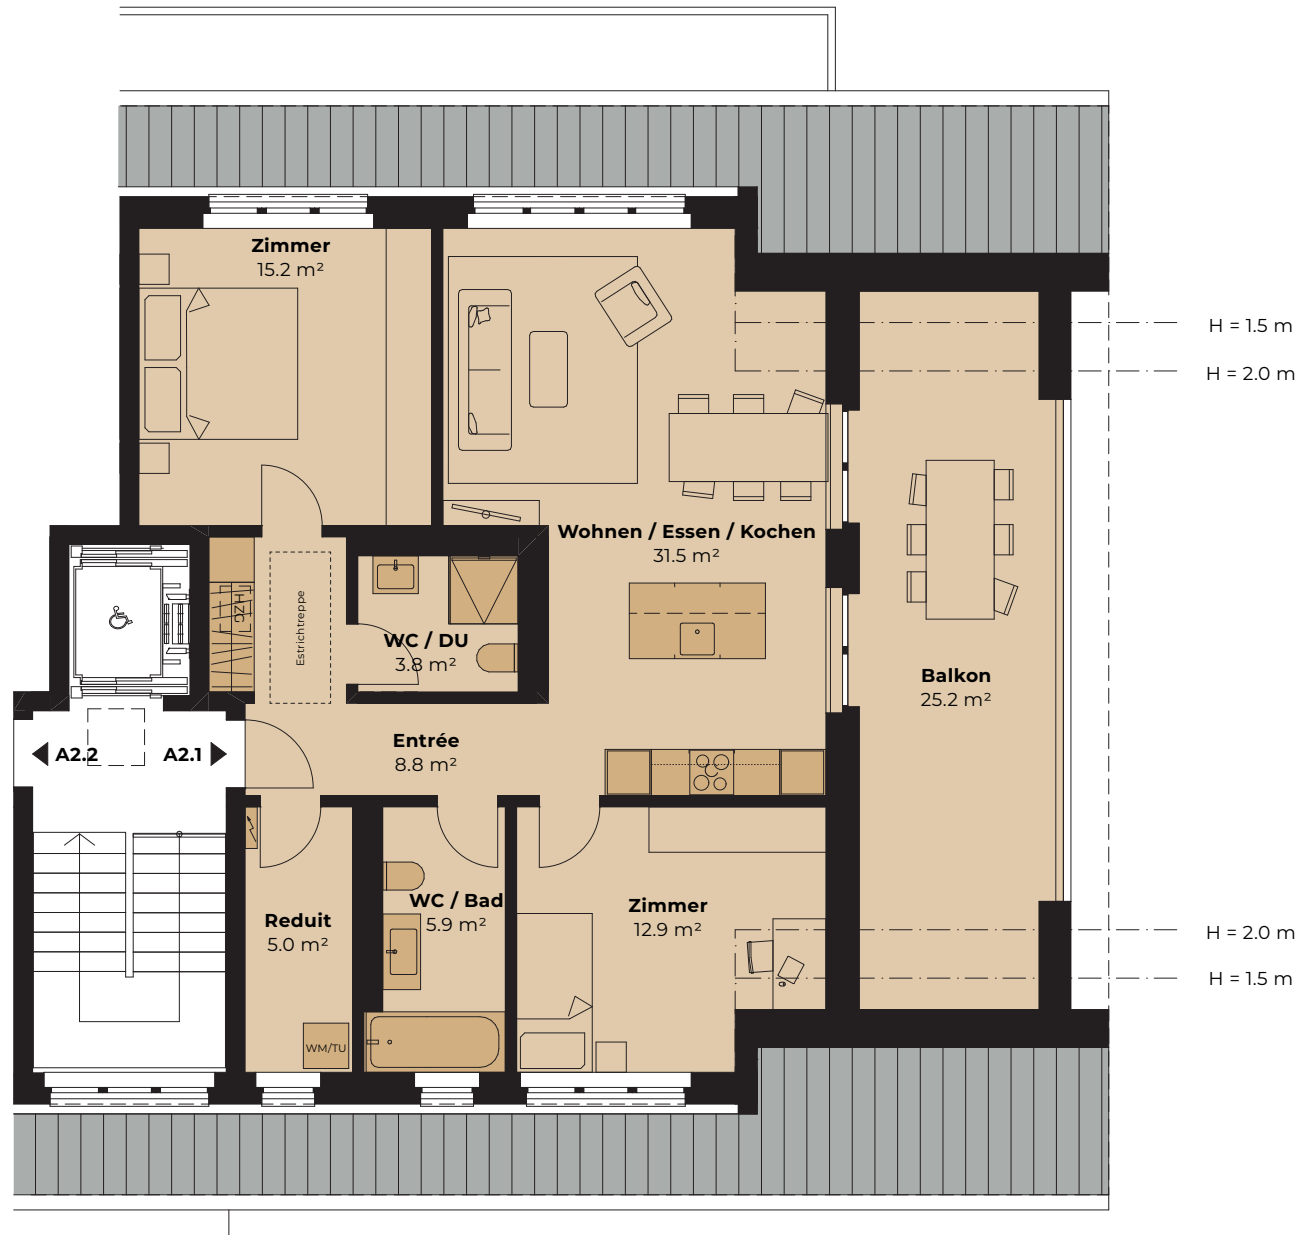 Zimmer
15.2 m²
H = 1.5 m
H = 2.0 m
Wohnen / Essen / Kochen
31.5 m²
HZG
Estrichtreppe
WC / DU
3.8 m²
Balkon
25.2 m²
A2.2
A2.1
Entrée
8.8 m²
Reduit
5.0 m²
WC / Bad
5.9 m²
Zimmer
12.9 m²
H = 2.0 m
H = 1.5 m
WM/TU